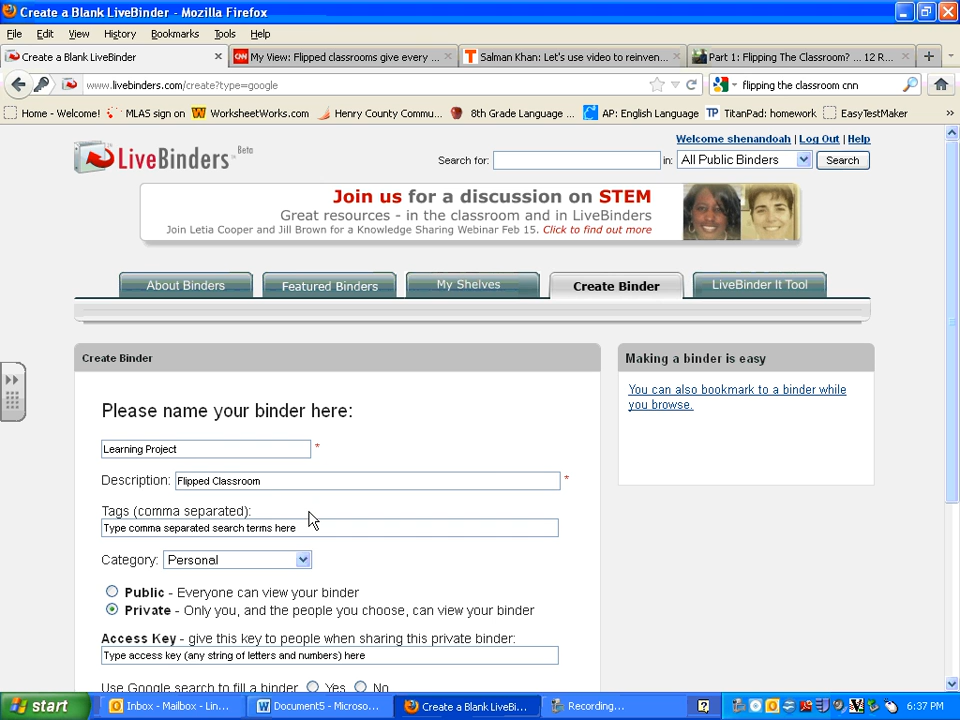 Create a Blank LiveBinder - Mozilla Firefox
File Edit View History Bookmarks Tools Help
Create a Blank LiveBinder
CNN My View: Flipped classrooms give every ...
T Salman Khan: Let's use video to reinven...
Part 1: Flipping The Classroom? ... 12 R...
www.livebinders.com/create?type=google
flipping the classroom cnn
Home - Welcome! MLAS sign on W WorksheetWorks.com Henry County Commu... 8th Grade Language ... AP: English Language TP TitanPad: homework EasyTestMaker »
Welcome shenandoah | Log Out | Help
LiveBinders Beta
Search for: in: All Public Binders Search
Join us for a discussion on STEM
Great resources - in the classroom and in LiveBinders
Join Letia Cooper and Jill Brown for a Knowledge Sharing Webinar Feb 15. Click to find out more
About Binders Featured Binders My Shelves Create Binder LiveBinder It Tool
Create Binder
Making a binder is easy
You can also bookmark to a binder while
you browse.
Please name your binder here:
Learning Project *
Description: Flipped Classroom *
Tags (comma separated):
Type comma separated search terms here
Category: Personal
Public - Everyone can view your binder
Private - Only you, and the people you choose, can view your binder
Access Key - give this key to people when sharing this private binder:
Type access key (any string of letters and numbers) here
Use Google search to fill a binder Yes No
start Inbox - Mailbox - Lin... Document5 - Microso... Create a Blank LiveBi... Recording... 6:37 PM